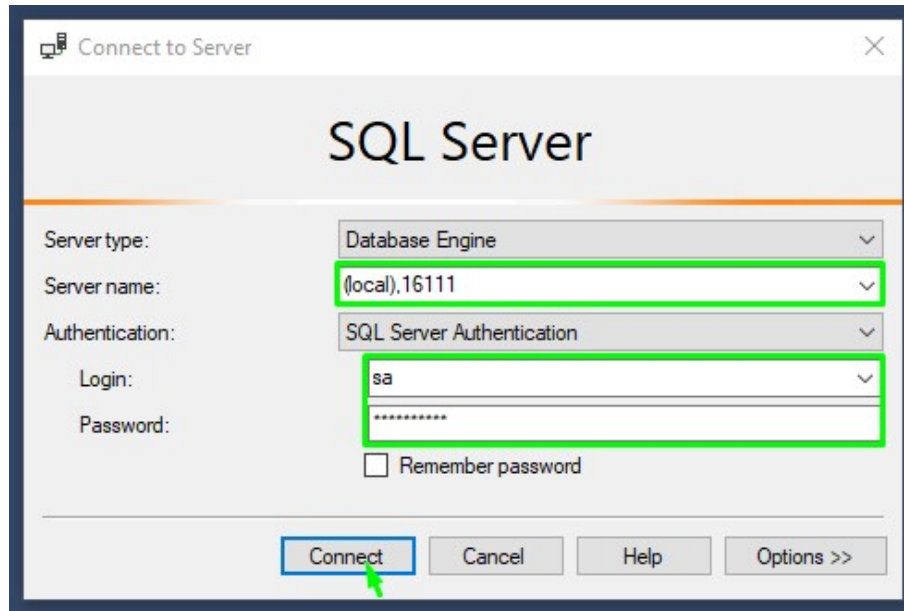 Connect to Server
SQL Server
Server type: Database Engine
Server name: (local),16111
Authentication: SQL Server Authentication
Login: sa
Password: **********
Remember password
Connect Cancel Help Options >>